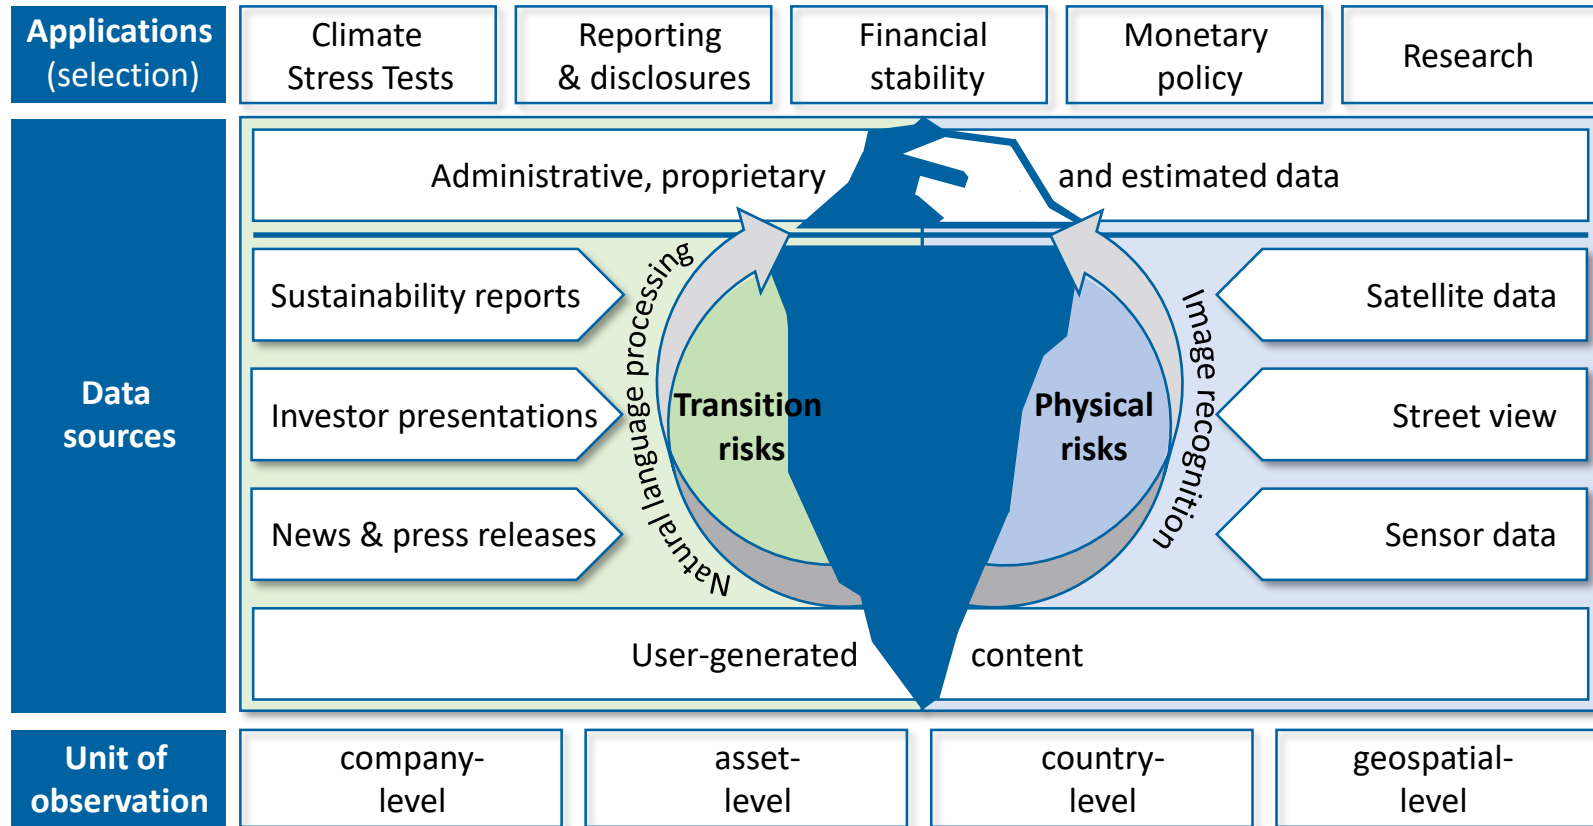 Applications
(selection)
Climate
Stress Tests
Reporting
& disclosures
Financial
stability
Monetary
policy
Research
Data
sources
Administrative, proprietary and estimated data
Sustainability reports
Investor presentations
News & press releases
Natural language processing
Transition
risks
Physical
risks
Image recognition
Satellite data
Street view
Sensor data
User-generated content
Unit of
observation
company-
level
asset-
level
country-
level
geospatial-
level